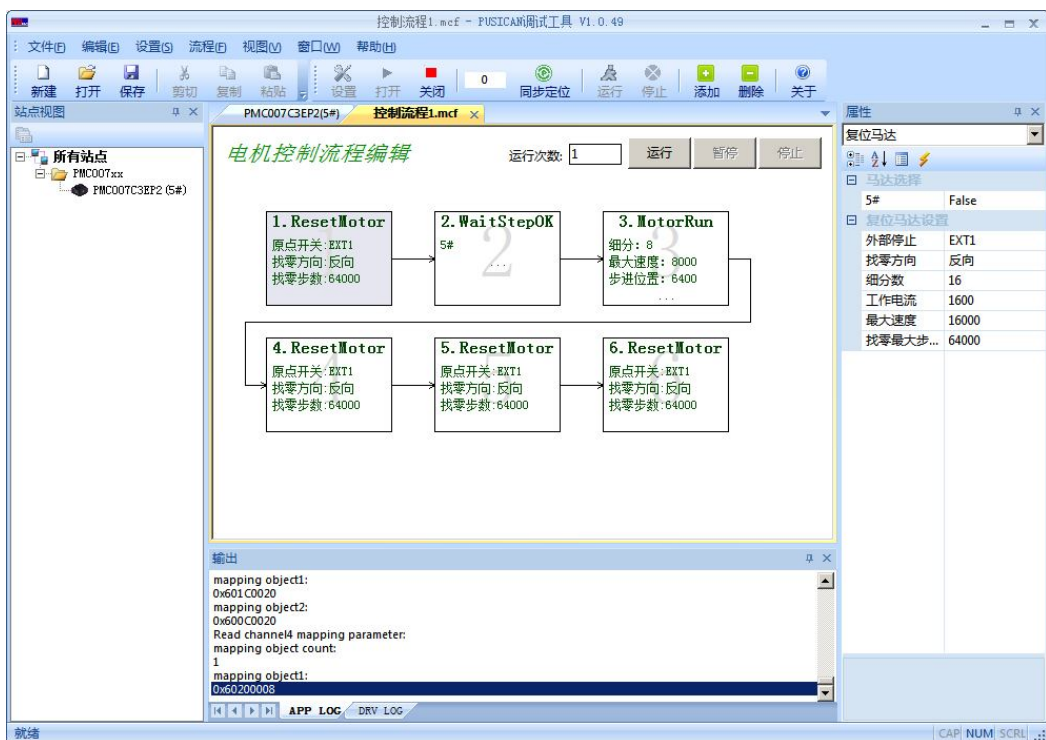 控制流程1.mcf - PUSICAN调试工具 V1.0.49
文件(F) 编辑(E) 设置(S) 流程(F) 视图(V) 窗口(W) 帮助(H)
新建 打开 保存 剪切 复制 粘贴 设置 打开 关闭 0 同步定位 运行 停止 添加 删除 关于
站点视图
所有站点
PMC007xx
PMC007C3EP2 (5#)
PMC007C3EP2(5#) 控制流程1.mcf
电机控制流程编辑
运行次数: 1 运行 暂停 停止
1.ResetMotor
原点开关:EXT1
找零方向:反向
找零步数:64000
1
2.WaitStepOK
5#
...
2
3.MotorRun
细分: 8
最大速度: 8000
步进位置: 6400
...
3
4.ResetMotor
原点开关:EXT1
找零方向:反向
找零步数:64000
4
5.ResetMotor
原点开关:EXT1
找零方向:反向
找零步数:64000
5
6.ResetMotor
原点开关:EXT1
找零方向:反向
找零步数:64000
6
输出
mapping object1:
0x601C0020
mapping object2:
0x600C0020
Read channel4 mapping parameter:
mapping object count:
1
mapping object1:
0x60200008
APP LOG DRV LOG
属性
复位马达
马达选择
5# False
复位马达设置
外部停止 EXT1
找零方向 反向
细分数 16
工作电流 1600
最大速度 16000
找零最大步... 64000
就绪
CAP NUM SCRL